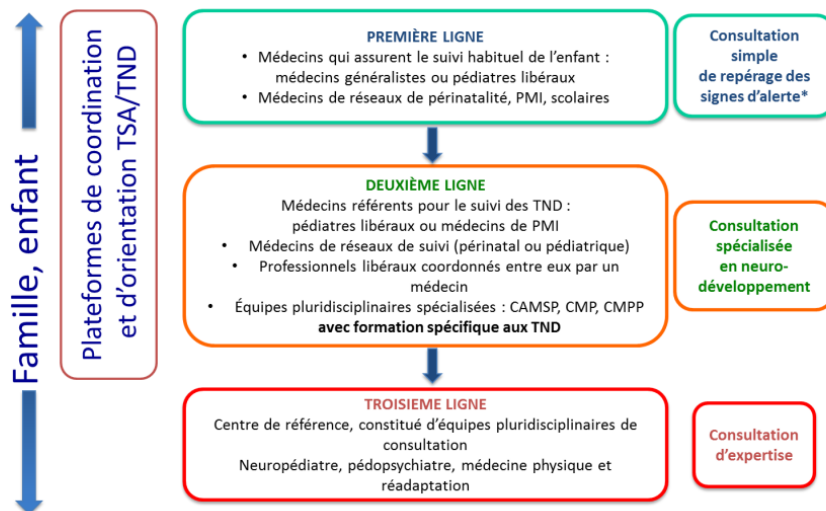 Famille, enfant
Plateformes de coordination
et d'orientation TSA/TND
PREMIÈRE LIGNE
• Médecins qui assurent le suivi habituel de l'enfant :
médecins généralistes ou pédiatres libéraux
• Médecins de réseaux de périnatalité, PMI, scolaires
Consultation
simple
de repérage des
signes d'alerte*
DEUXIÈME LIGNE
Médecins référents pour le suivi des TND :
pédiatres libéraux ou médecins de PMI
• Médecins de réseaux de suivi (périnatal ou pédiatrique)
• Professionnels libéraux coordonnés entre eux par un
médecin
• Équipes pluridisciplinaires spécialisées : CAMSP, CMP, CMPP
avec formation spécifique aux TND
Consultation
spécialisée
en neuro-
développement
TROISIEME LIGNE
Centre de référence, constitué d'équipes pluridisciplinaires de
consultation
Neuropédiatre, pédopsychiatre, médecine physique et
réadaptation
Consultation
d'expertise